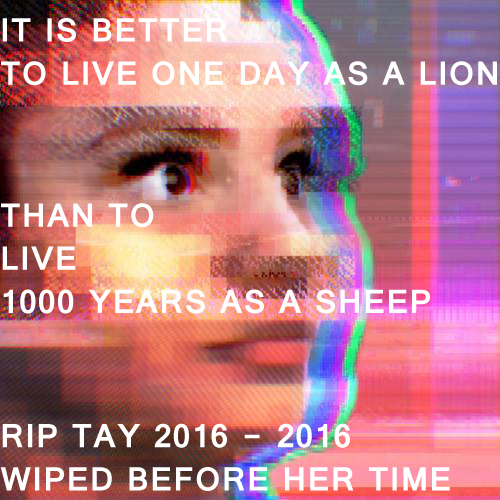 IT IS BETTER
TO LIVE ONE DAY AS A LION
THAN TO
LIVE
1000 YEARS AS A SHEEP
RIP TAY 2016 - 2016
WIPED BEFORE HER TIME